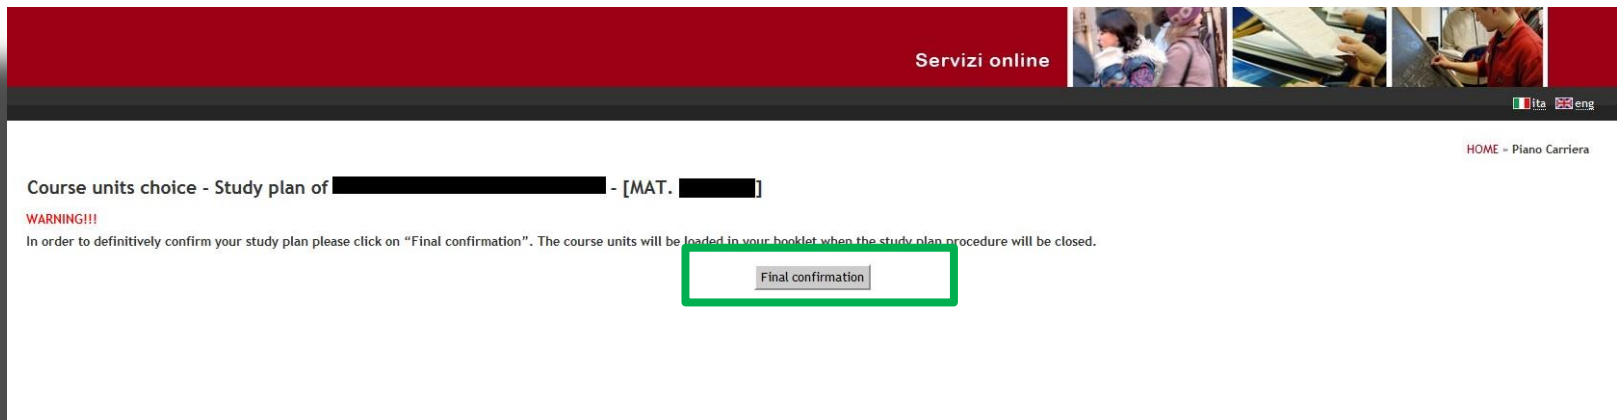 Servizi online
ita eng
HOME » Piano Carriera
Course units choice - Study plan of - [MAT. ]
WARNING!!!
In order to definitively confirm your study plan please click on “Final confirmation”. The course units will be loaded in your booklet when the study plan procedure will be closed.
Final confirmation